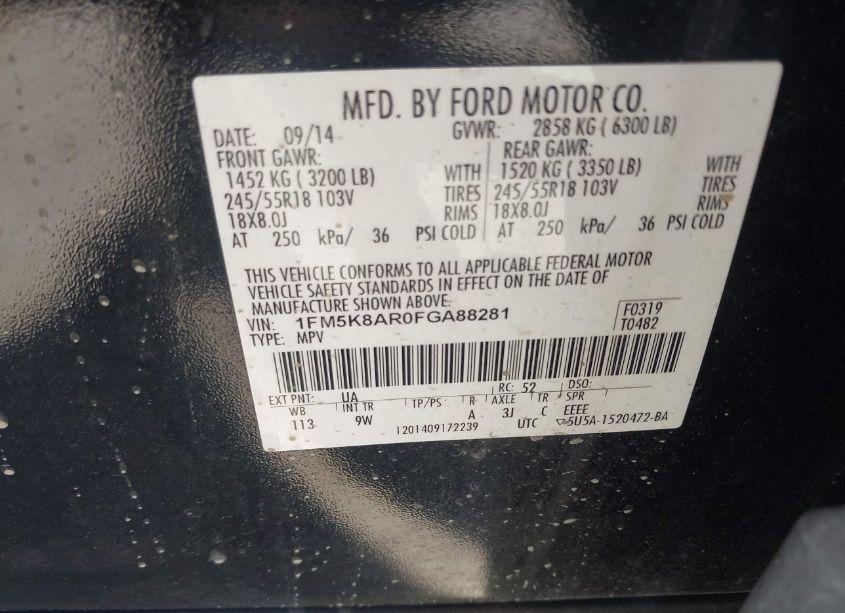 MFD. BY FORD MOTOR CO.
DATE: 09/14 GVWR: 2858 KG ( 6300 LB)
FRONT GAWR: REAR GAWR:
1452 KG ( 3200 LB) WITH 1520 KG ( 3350 LB) WITH
245/55R18 103V TIRES 245/55R18 103V TIRES
18X8.0J RIMS 18X8.0J RIMS
AT 250 kPa/ 36 PSI COLD AT 250 kPa/ 36 PSI COLD
THIS VEHICLE CONFORMS TO ALL APPLICABLE FEDERAL MOTOR
VEHICLE SAFETY STANDARDS IN EFFECT ON THE DATE OF
MANUFACTURE SHOWN ABOVE.
VIN: 1FM5K8AR0FGA88281 F0319
TYPE: MPV T0482
EXT PNT: UA RC: 52 DSO:
WB INT TR TP/PS R AXLE TR SPR
113 9W A 3J C EEEE
1201409172239 UTC ▽5U5A-1520472-BA